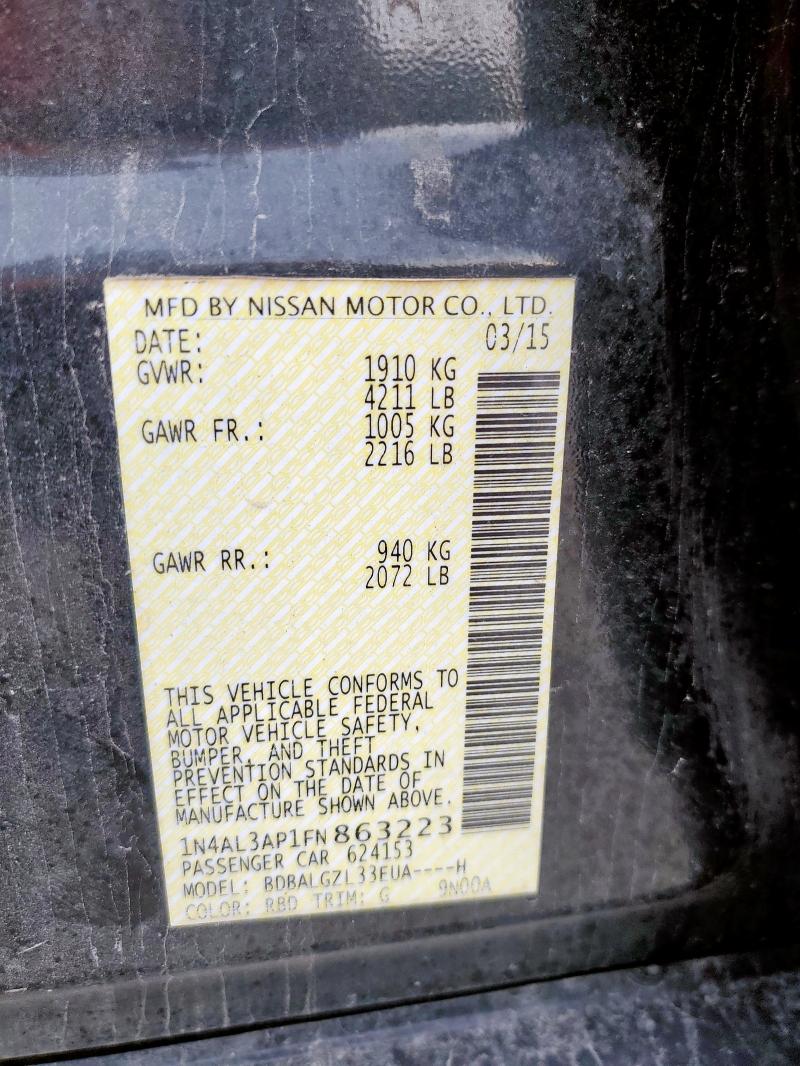 MFD BY NISSAN MOTOR CO., LTD.
DATE: 03/15
GVWR: 1910 KG
4211 LB
GAWR FR.: 1005 KG
2216 LB
GAWR RR.: 940 KG
2072 LB
THIS VEHICLE CONFORMS TO
ALL APPLICABLE FEDERAL
MOTOR VEHICLE SAFETY,
BUMPER, AND THEFT
PREVENTION STANDARDS IN
EFFECT ON THE DATE OF
MANUFACTURE SHOWN ABOVE.
1N4AL3AP1FN863223
PASSENGER CAR 624153
MODEL: BDBALGZL33EUA----H
COLOR: RBD TRIM: G 9N00A